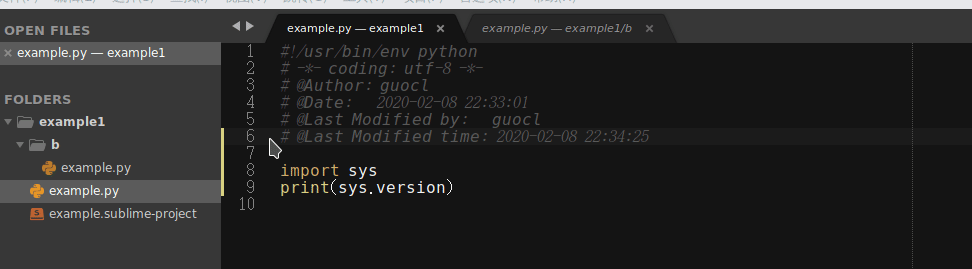 OPEN FILES
× example.py — example1
FOLDERS
example1
b
example.py
example.py
example.sublime-project
example.py — example1 ×
example.py — example1/b ×
1 #!/usr/bin/env python
2 # -*- coding: utf-8 -*-
3 # @Author: guocl
4 # @Date:   2020-02-08 22:33:01
5 # @Last Modified by:   guocl
6 # @Last Modified time: 2020-02-08 22:34:25
7
8 import sys
9 print(sys.version)
10